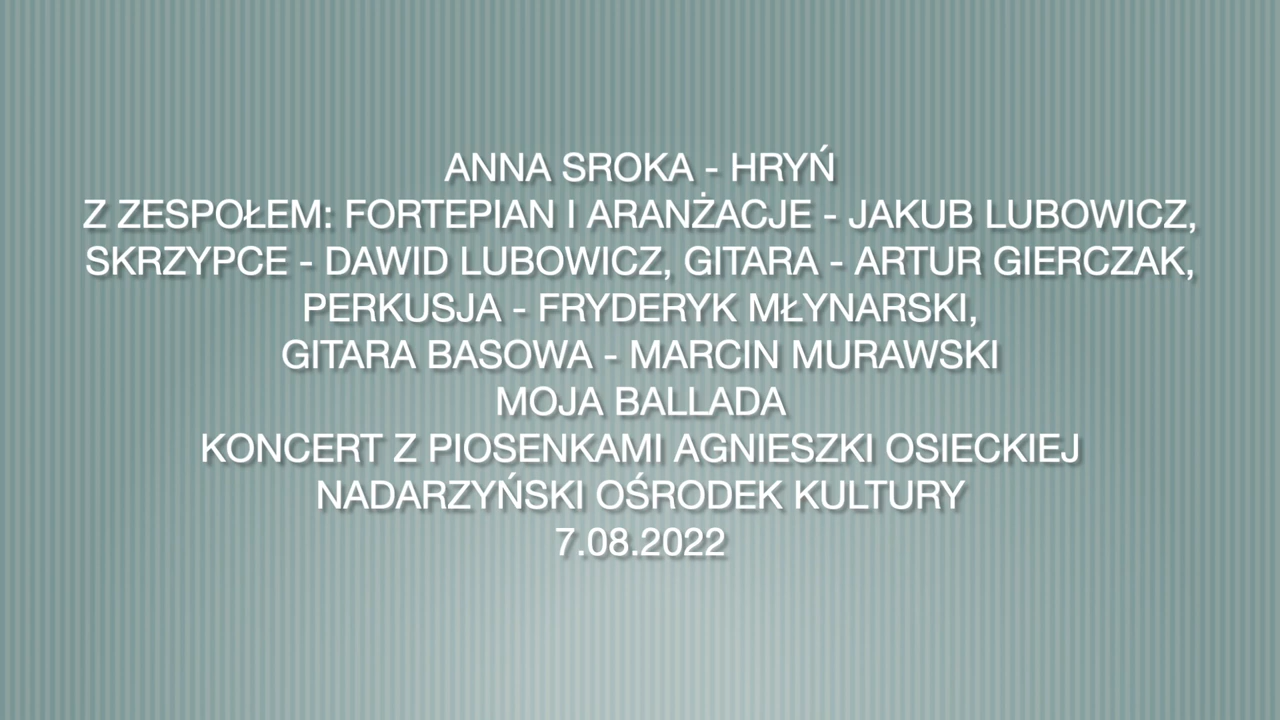 ANNA SROKA - HRYŃ
Z ZESPOŁEM: FORTEPIAN I ARANŻACJE - JAKUB LUBOWICZ,
SKRZYPCE - DAWID LUBOWICZ, GITARA - ARTUR GIERCZAK,
PERKUSJA - FRYDERYK MŁYNARSKI,
GITARA BASOWA - MARCIN MURAWSKI
MOJA BALLADA
KONCERT Z PIOSENKAMI AGNIESZKI OSIECKIEJ
NADARZYŃSKI OŚRODEK KULTURY
7.08.2022